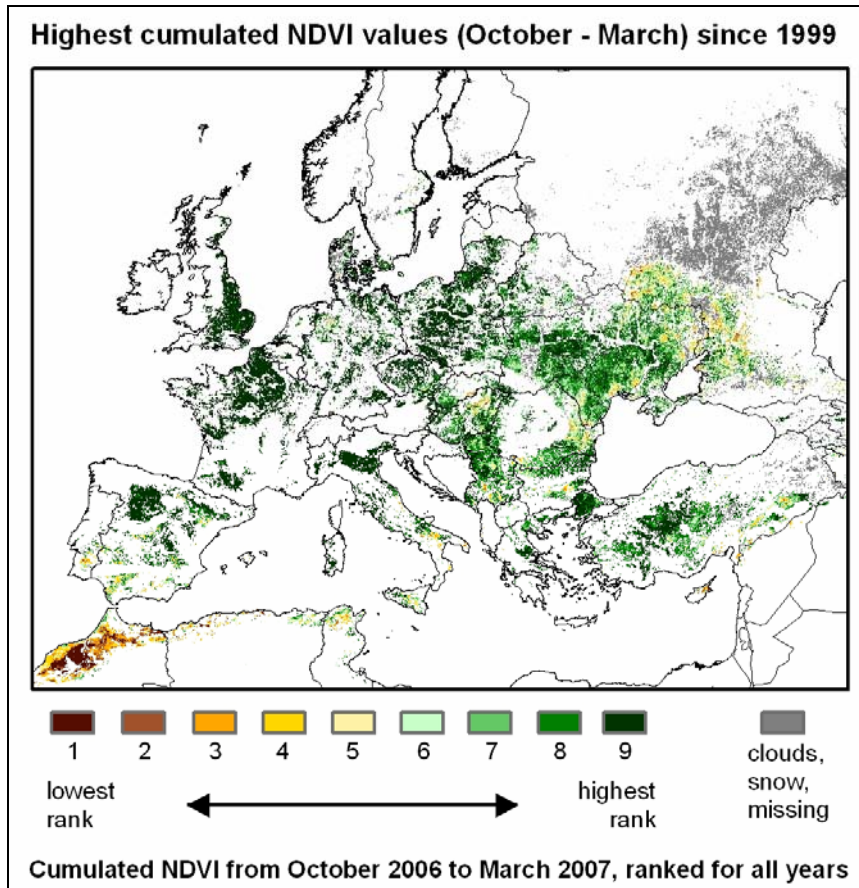 Highest cumulated NDVI values (October - March) since 1999
1 2 3 4 5 6 7 8 9
clouds,
snow,
missing
lowest
rank
highest
rank
Cumulated NDVI from October 2006 to March 2007, ranked for all years